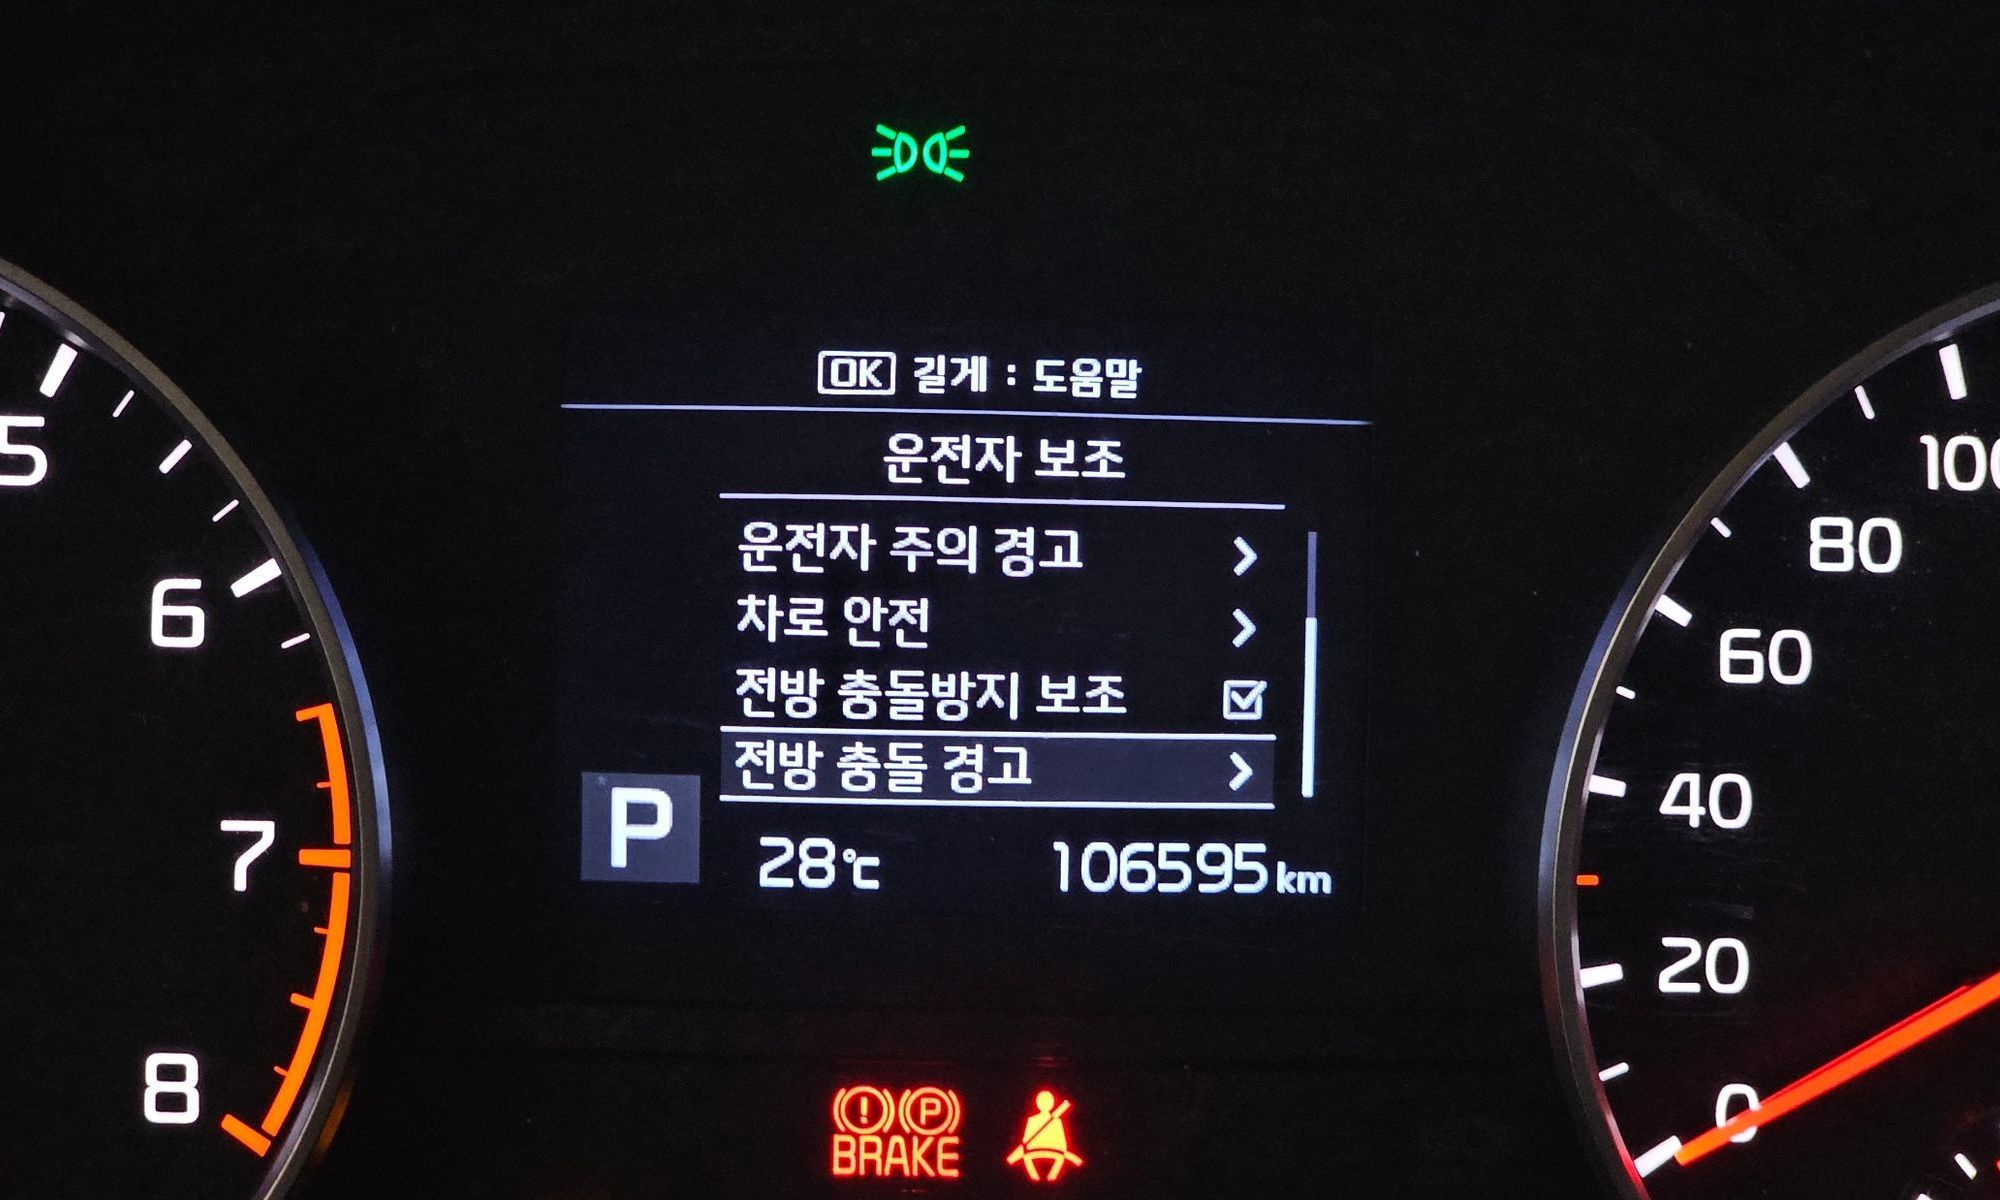 OK 길게 : 도움말
운전자 보조
운전자 주의 경고
차로 안전
전방 충돌방지 보조
전방 충돌 경고
P
28℃ 106595 km
5
6
7
8
100
80
60
40
20
0
! P
BRAKE